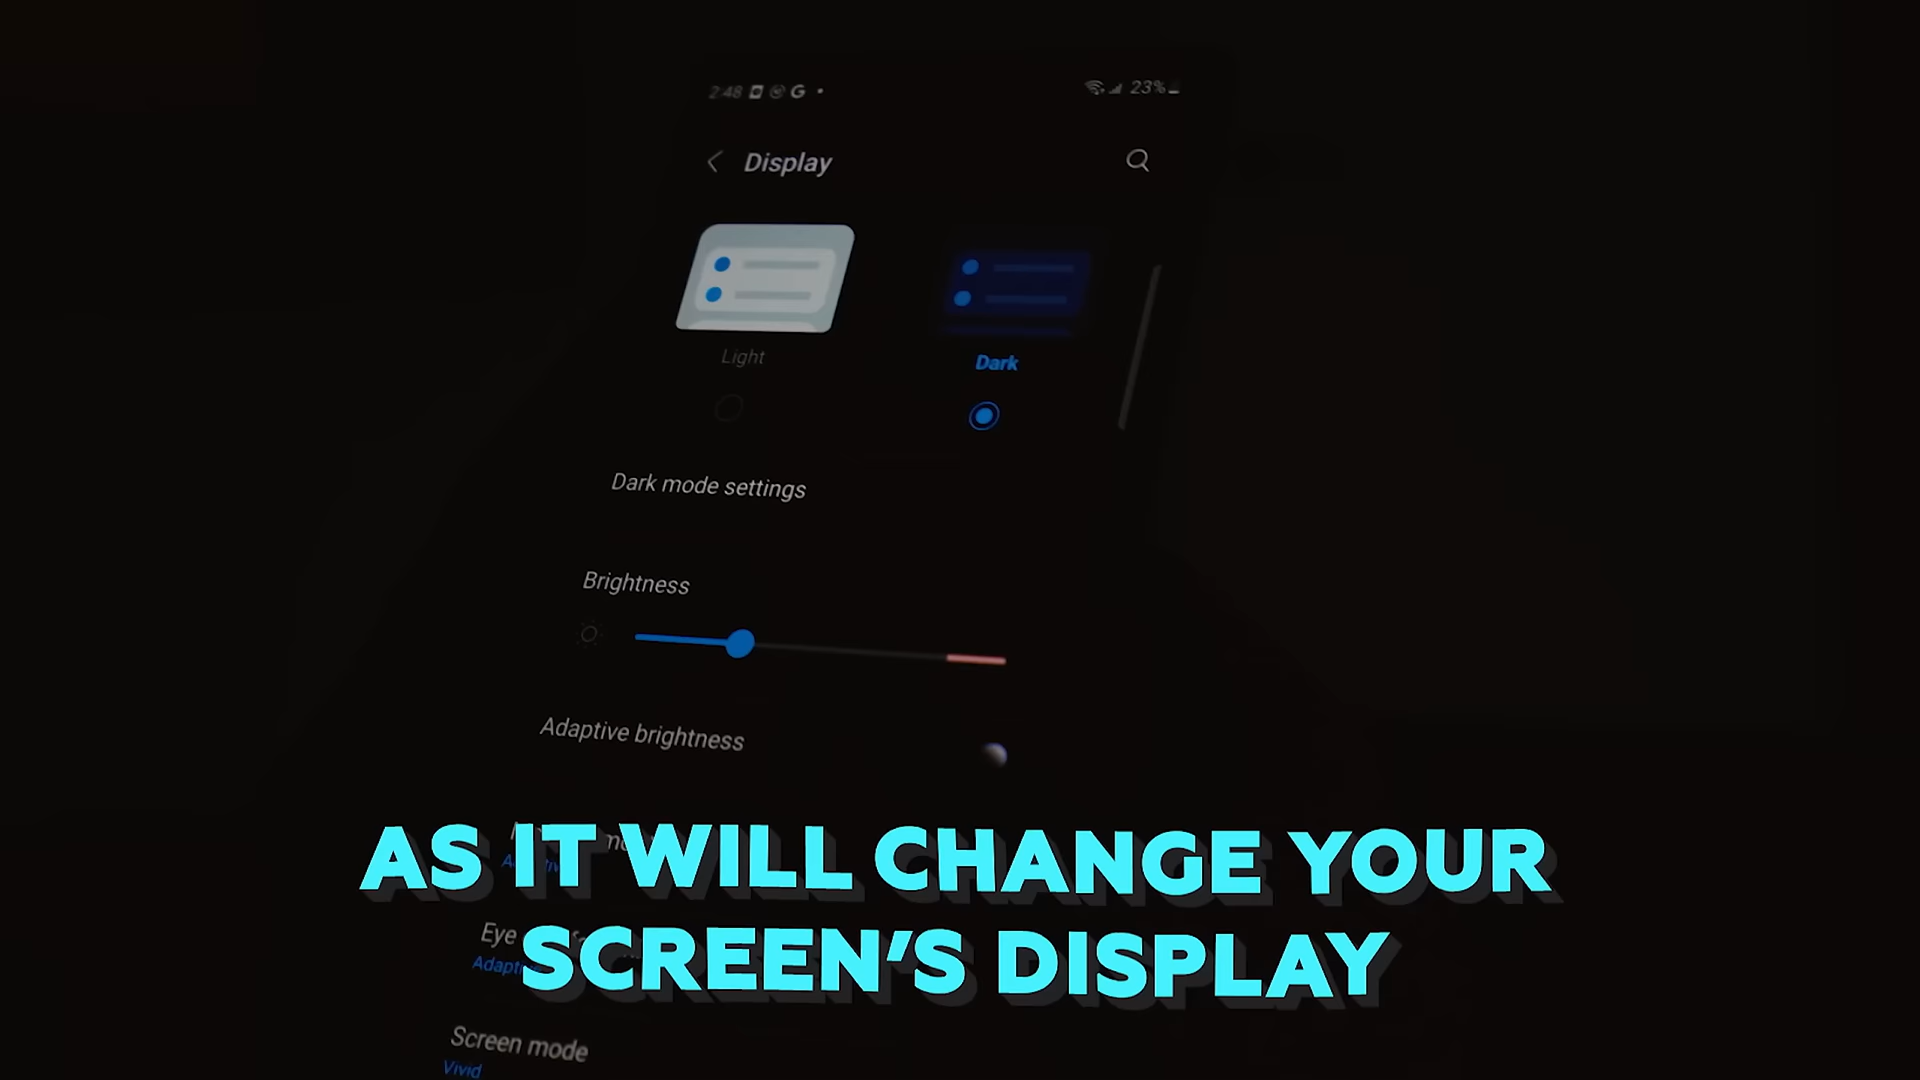 2:48 G 23%
Display
Light Dark
Dark mode settings
Brightness
Adaptive brightness
AS IT WILL CHANGE YOUR
Eye
SCREEN'S DISPLAY
Screen mode
Vivid